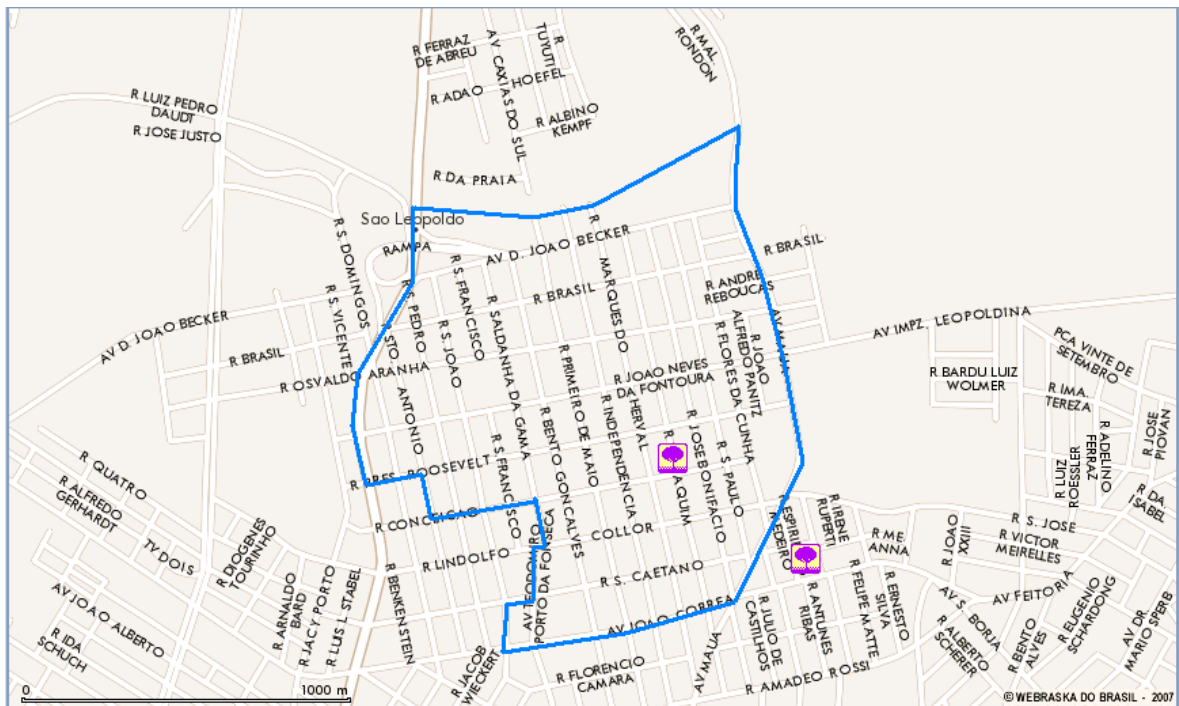 R FERRAZ
DE ABREU
AV CAXIAS DO SUL
R
TUYUTI
R MAL.
RONDON
R ADAO HOEFEL
R ALBINO
KEMPF
R LUIZ PEDRO
DAUDT
R JOSE JUSTO
R DA PRAIA
Sao Leopoldo
RAMPA
R S. DOMINGOS
R S. VICENTE
AV D. JOAO BECKER
R BRASIL
AV D. JOAO BECKER
R BRASIL
R BRASIL
R OSVALDO ARANHA
R S. PEDRO
R S. FRANCISCO
R S. JOAO
STO. ANTONIO
R SALDANHA DA GAMA
R PRIMEIRO DE MAIO
R BENTO GONCALVES
R INDEPENDENCIA
R MARQUES DO HERVAL
R JOAO NEVES
DA FONTOURA
R ANDRE
REBOUCAS
R JOAO
ALFREDO PANITZ
R FLORES DA CUNHA
AV MAUA
AV IMPZ. LEOPOLDINA
R BARDU LUIZ
WOLMER
PCA VINTE DE
SETEMBRO
R IMA.
TEREZA
R ADELINO
FERRAZ
R JOSE
PIOVAN
R LUIZ
ROESSLER
R DA.
ISABEL
R PRES. ROOSEVELT
R S. FRANCISCO
R CONCEICAO
R LINDOLFO COLLOR
R JOSE BONIFACIO
R S. PAULO
R S. CAETANO
AV JOAO CORREA
AV TEODOMIRO
PORTO DA FONSECA
R IRENE
RUPERTI
R ME
ANNA
R JOAO
XXIII
R S. JOSE
R VICTOR
MEIRELLES
R QUATRO
R ALFREDO
GERHARDT
TV DOIS
R DIOGENES
TOURINHO
AV JOAO ALBERTO
R IDA
SCHUCH
R ARNALDO
BARD
R JACY PORTO
R LUIS L STABEL
R BENKENSTEIN
R JACOB
WIECKERT
R FLORENCIO
CAMARA
AV MAUA
R JULIO DE
CASTILHOS
R ANTUNES
RIBAS
R FELIPE MATTE
R ERNESTO
SILVA
R AMADEO ROSSI
AV S.
BORJA
R ALBERTO
SCHERER
AV FEITORIA
R BENTO
ALVES
R EUGENIO
SCHARDONG
AV DR
MARIO SPERB
0 1000 m
© WEBRASKA DO BRASIL - 2007